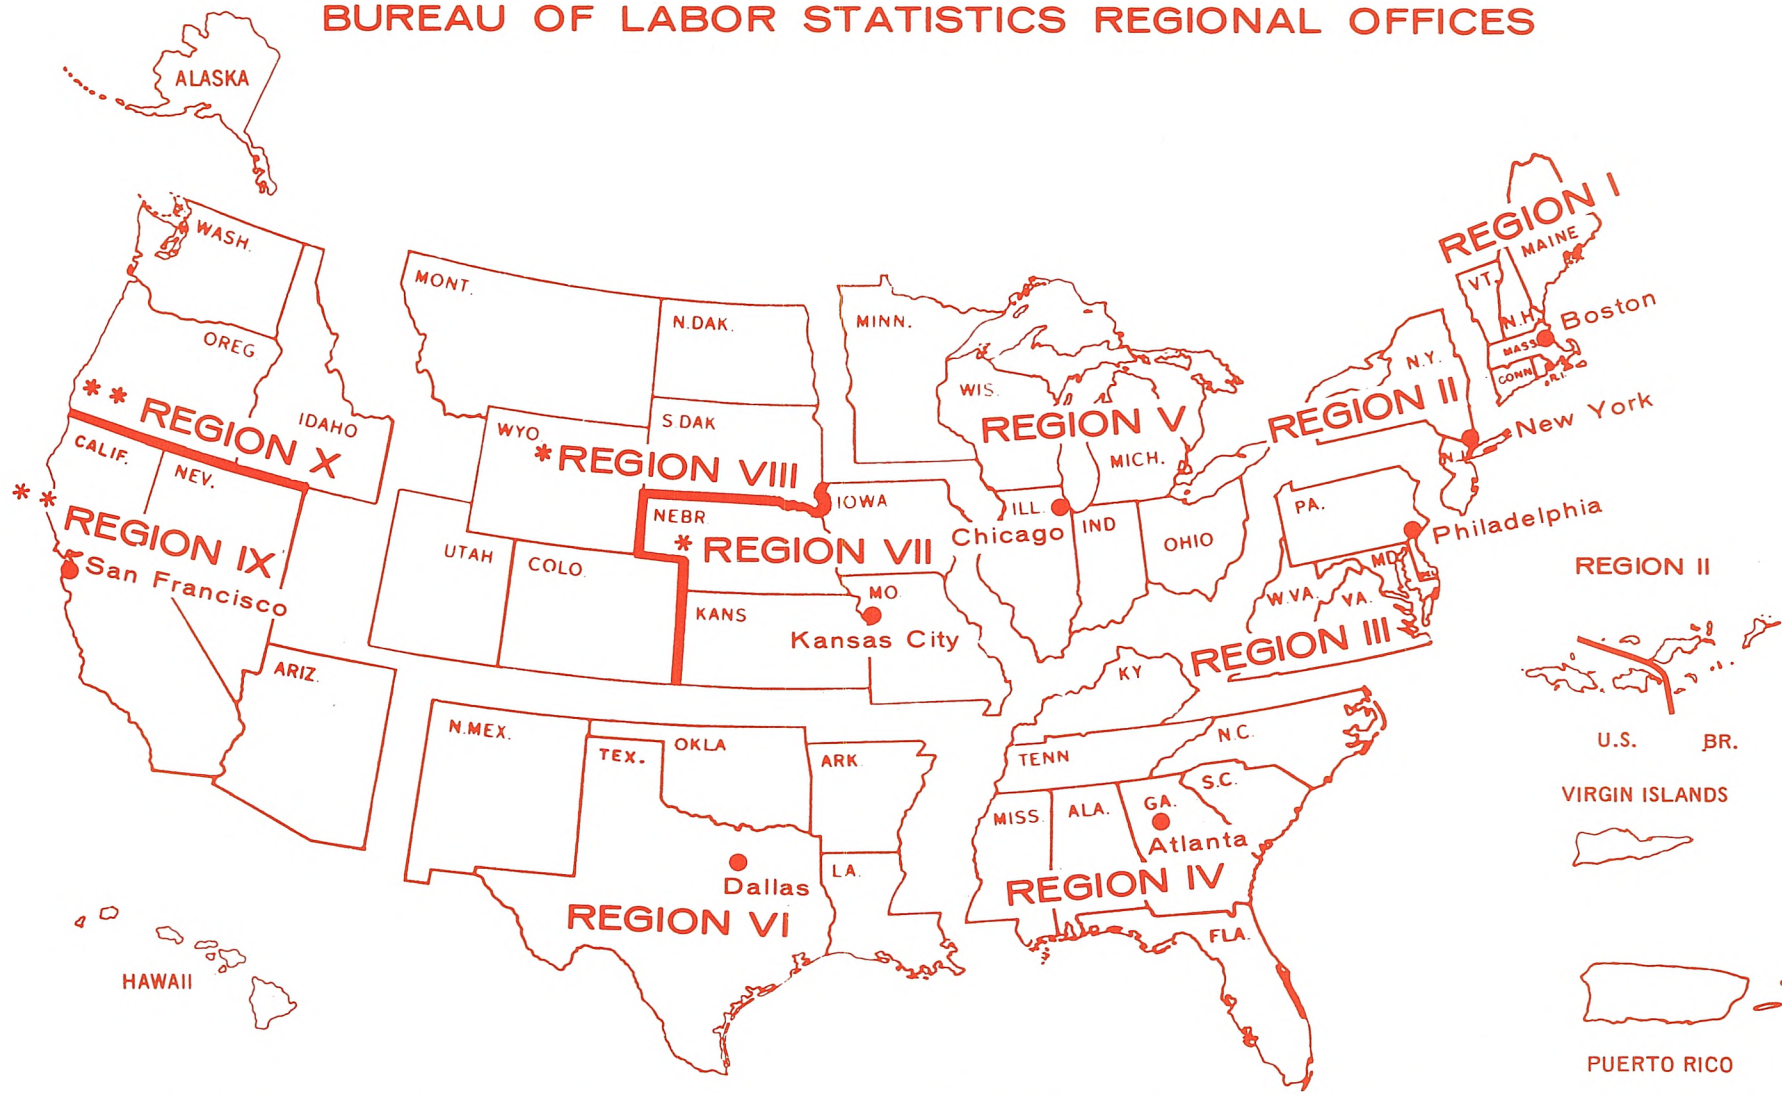 BUREAU OF LABOR STATISTICS REGIONAL OFFICES
ALASKA
WASH.
OREG
IDAHO
** REGION X
MONT.
N.DAK.
S.DAK
WYO
* REGION VIII
UTAH
COLO.
CALIF.
NEV.
** REGION IX
San Francisco
ARIZ.
HAWAII
NEBR
IOWA
* REGION VII
KANS
MO.
Kansas City
MINN.
WIS.
REGION V
MICH.
ILL.
Chicago
IND
OHIO
REGION I
MAINE
VT.
N.H.
Boston
MASS
CONN
R.I.
N.Y.
REGION II
New York
N.J.
PA.
Philadelphia
MD.
DEL
W.VA.
VA.
REGION III
KY
TENN
N.C.
S.C.
MISS.
ALA.
GA.
Atlanta
REGION IV
FLA.
N.MEX.
TEX.
OKLA
ARK
LA.
Dallas
REGION VI
REGION II
U.S. BR.
VIRGIN ISLANDS
PUERTO RICO